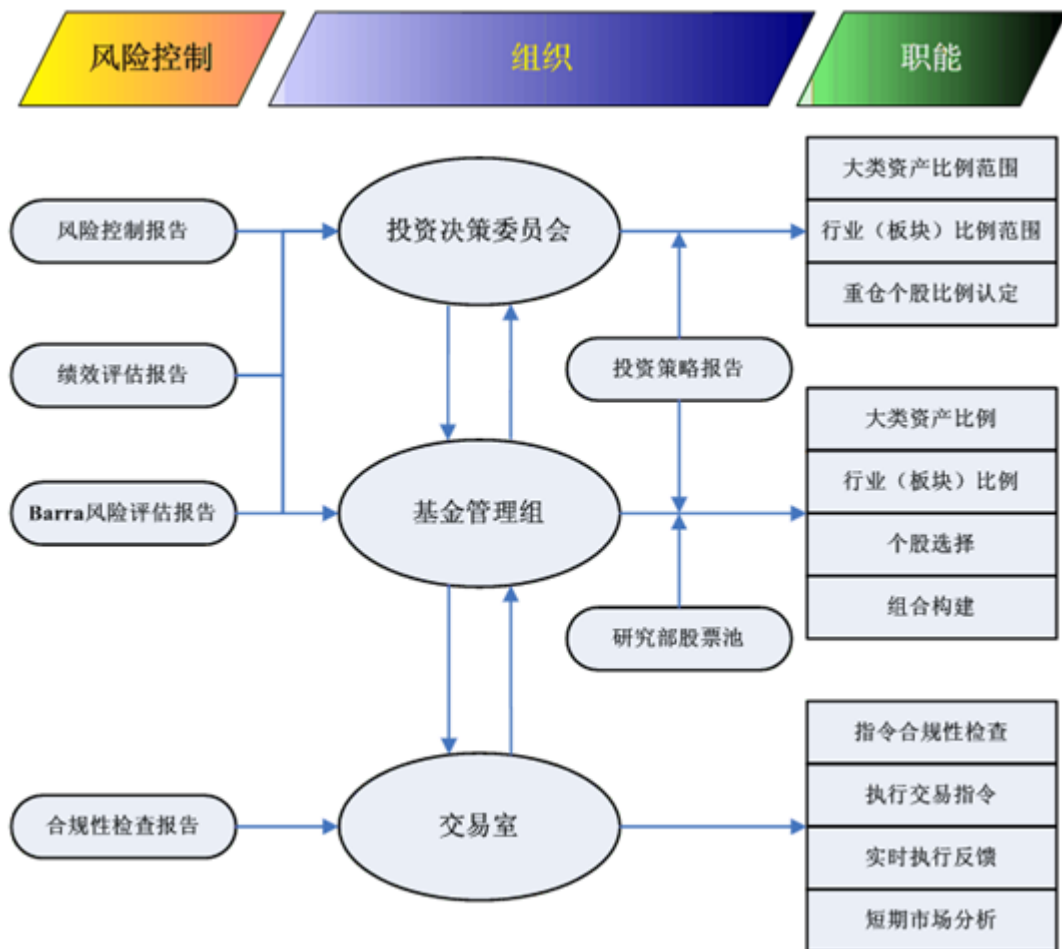 风险控制
组织
职能
大类资产比例范围
风险控制报告
投资决策委员会
行业（板块）比例范围
重仓个股比例认定
绩效评估报告
投资策略报告
大类资产比例
行业（板块）比例
Barra风险评估报告
基金管理组
个股选择
组合构建
研究部股票池
指令合规性检查
执行交易指令
合规性检查报告
交易室
实时执行反馈
短期市场分析